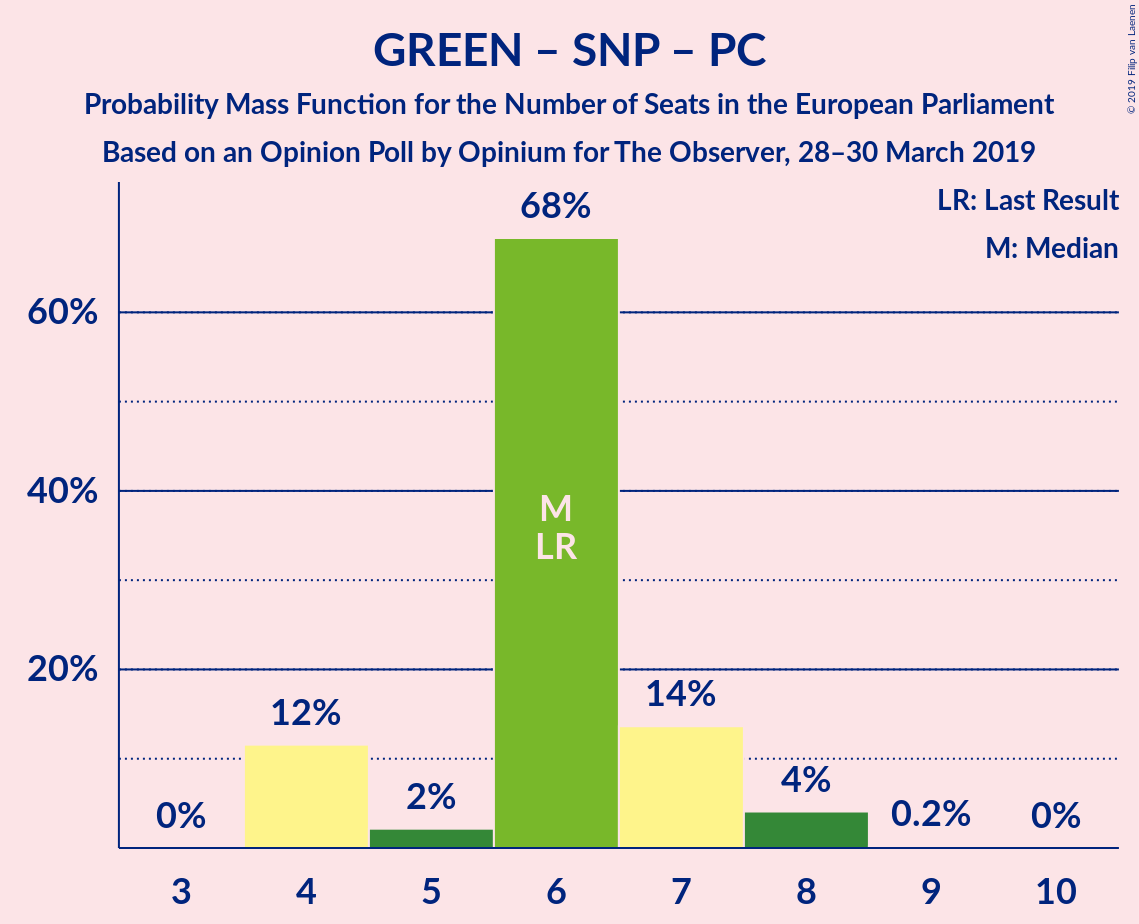 GREEN – SNP – PC
Probability Mass Function for the Number of Seats in the European Parliament
Based on an Opinion Poll by Opinium for The Observer, 28–30 March 2019
© 2019 Filip van Laenen
LR: Last Result
M: Median
68%
60%
40%
M
LR
20%
14%
12%
4%
2%
0%
0.2%
0%
3 4 5 6 7 8 9 10